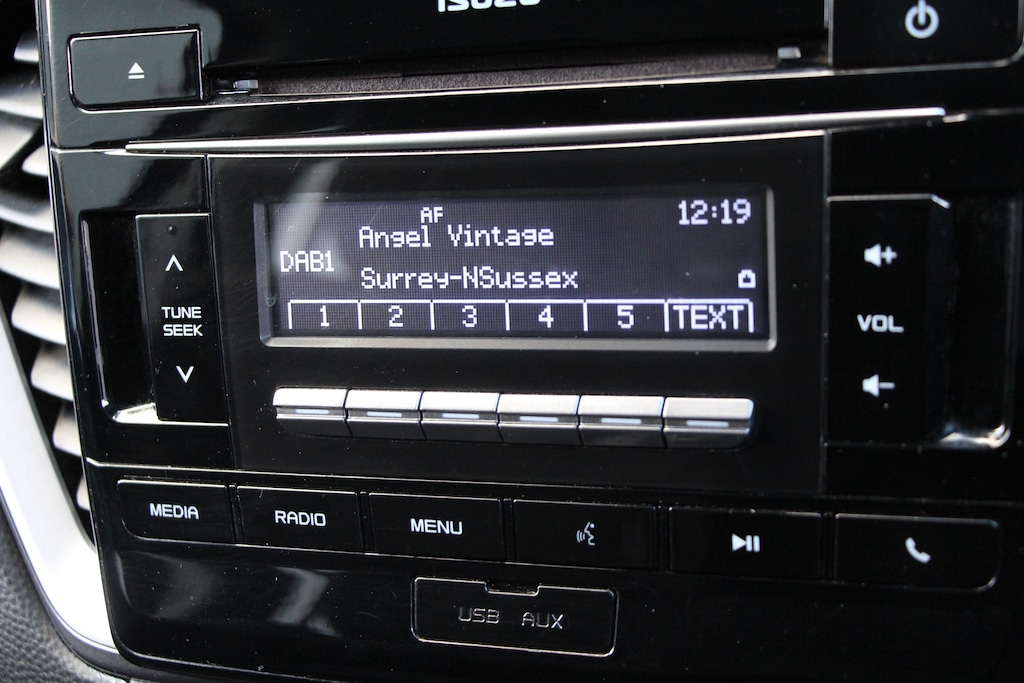 ISUZU
AF
12:19
Angel Vintage
DAB1
Surrey-NSussex
1 2 3 4 5 TEXT
TUNE
SEEK
VOL
MEDIA
RADIO
MENU
USB AUX